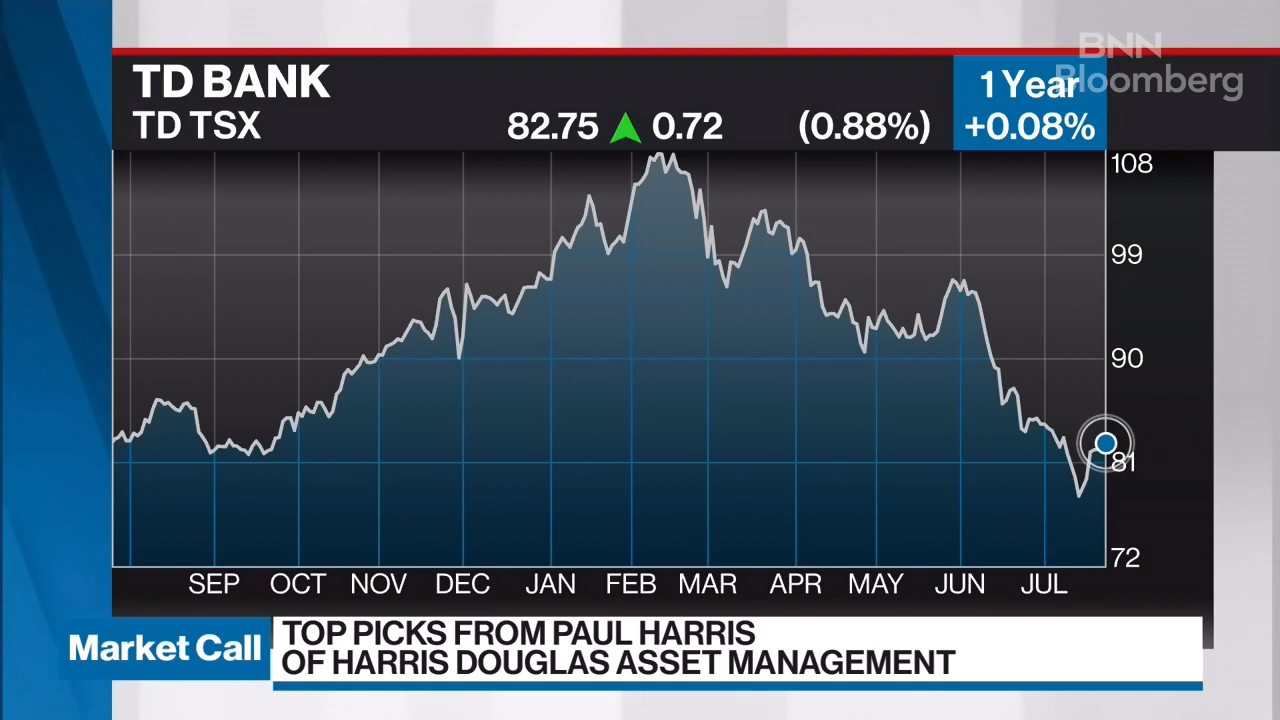 BNN
Bloomberg
TD BANK
TD TSX
82.75 ▲ 0.72 (0.88%)
1 Year
+0.08%
108
99
90
81
72
SEP OCT NOV DEC JAN FEB MAR APR MAY JUN JUL
Market Call
TOP PICKS FROM PAUL HARRIS
OF HARRIS DOUGLAS ASSET MANAGEMENT